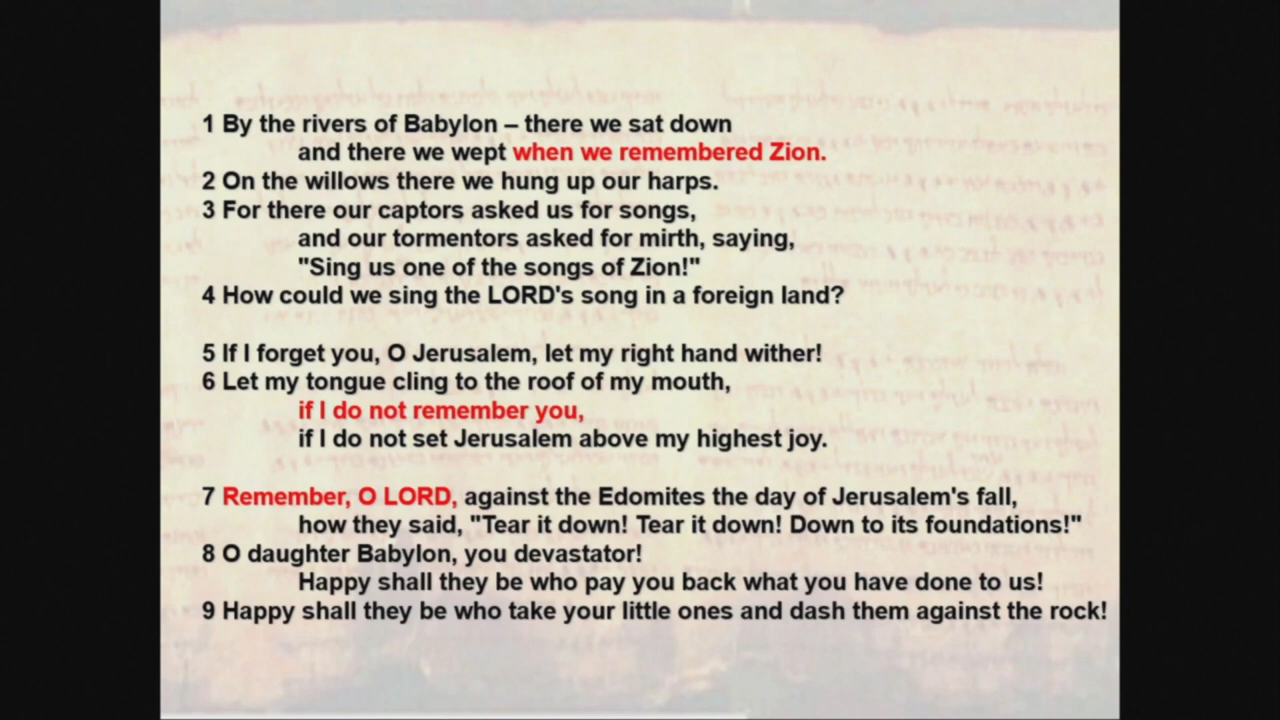 1 By the rivers of Babylon – there we sat down
and there we wept when we remembered Zion.
2 On the willows there we hung up our harps.
3 For there our captors asked us for songs,
and our tormentors asked for mirth, saying,
"Sing us one of the songs of Zion!"
4 How could we sing the LORD's song in a foreign land?
5 If I forget you, O Jerusalem, let my right hand wither!
6 Let my tongue cling to the roof of my mouth,
if I do not remember you,
if I do not set Jerusalem above my highest joy.
7 Remember, O LORD, against the Edomites the day of Jerusalem's fall,
how they said, "Tear it down! Tear it down! Down to its foundations!"
8 O daughter Babylon, you devastator!
Happy shall they be who pay you back what you have done to us!
9 Happy shall they be who take your little ones and dash them against the rock!